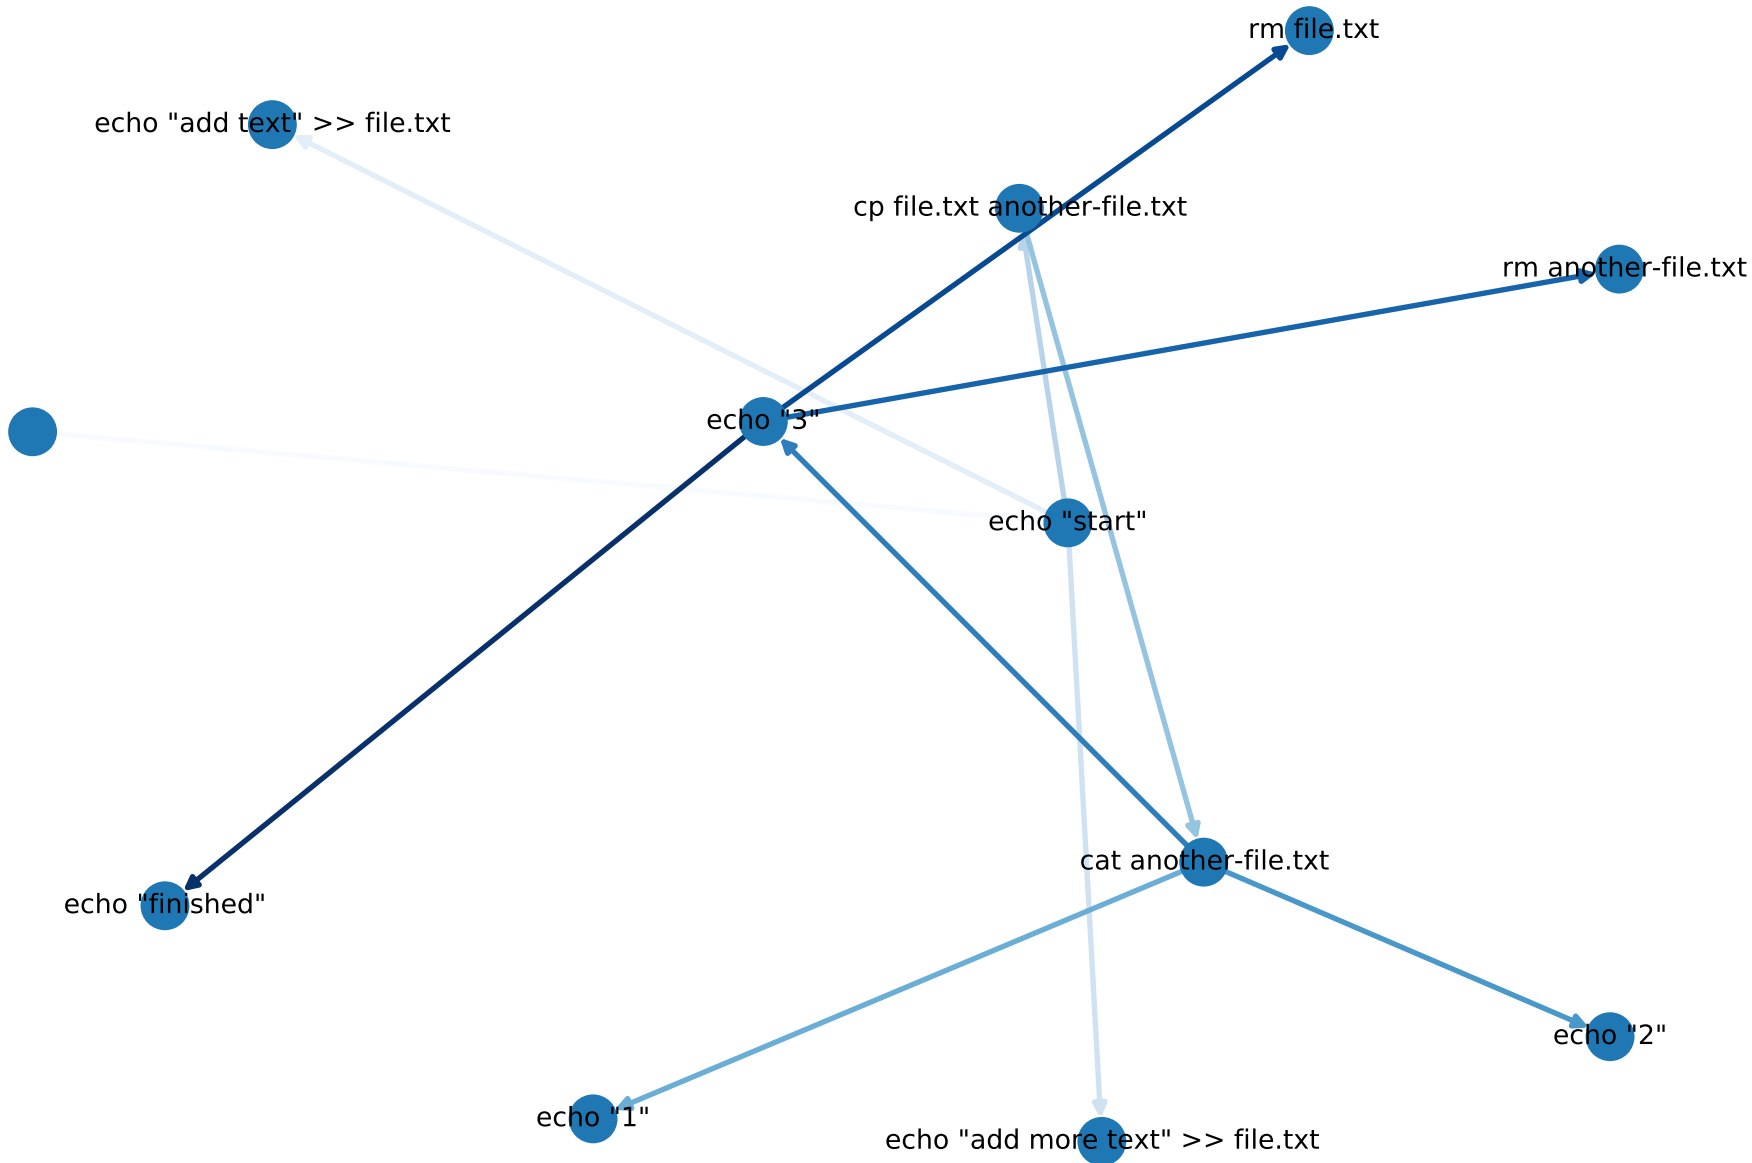 rm file.txt
echo "add text" >> file.txt
cp file.txt another-file.txt
rm another-file.txt
echo "3"
echo "start"
cat another-file.txt
echo "finished"
echo "2"
echo "1"
echo "add more text" >> file.txt